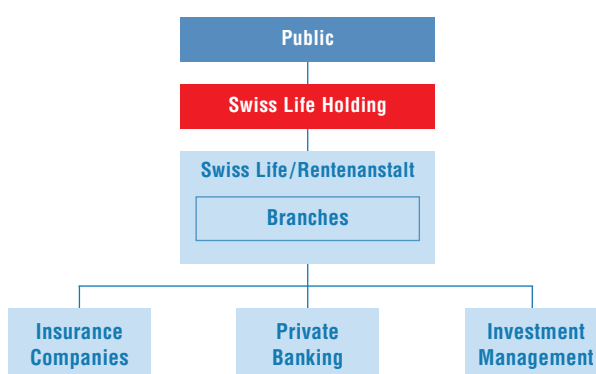 Public
Swiss Life Holding
Swiss Life/Rentenanstalt
Branches
Insurance
Companies
Private
Banking
Investment
Management